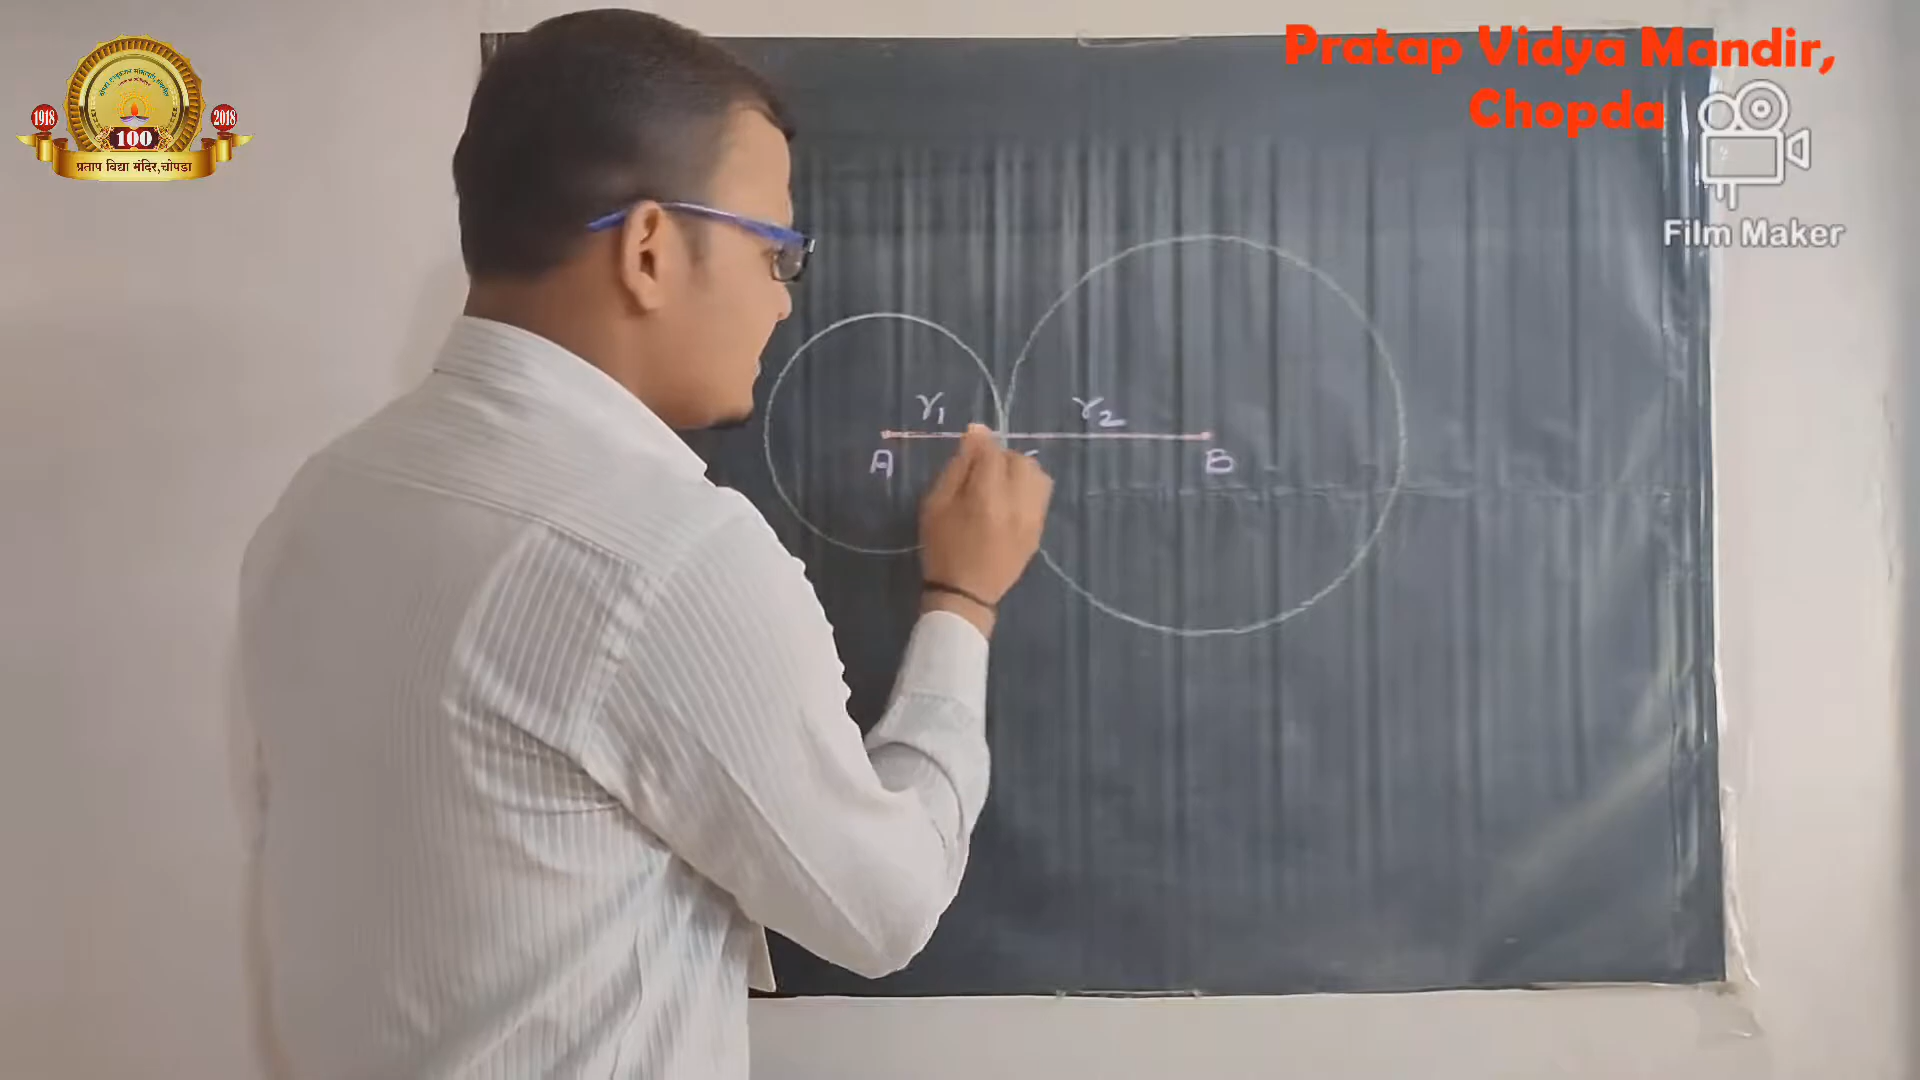 Pratap Vidya Mandir,
Chopda
1918
2018
100
प्रताप विद्या मंदिर,चोपडा
Film Maker
r1
r2
A
B